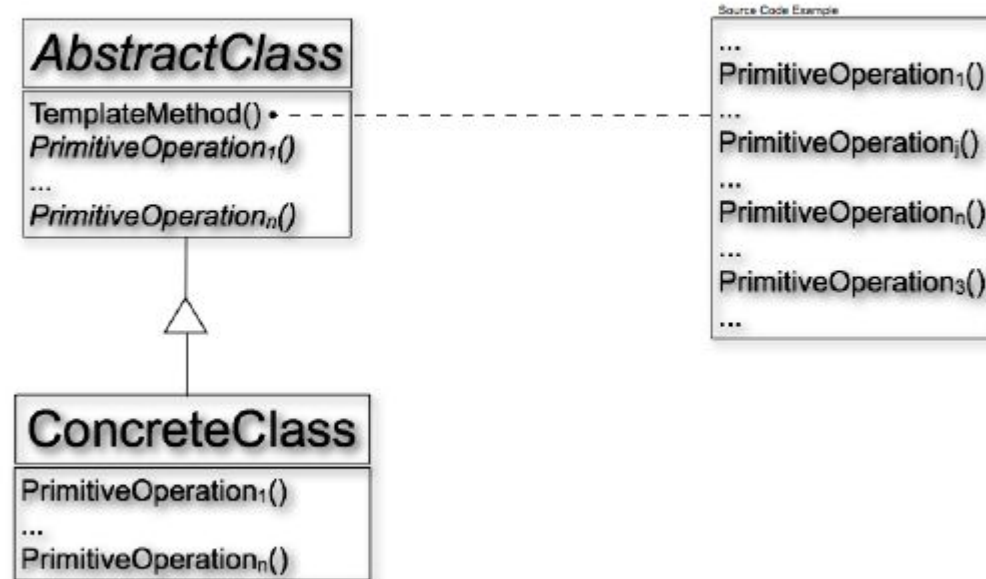 AbstractClass
TemplateMethod()
PrimitiveOperation₁()
...
PrimitiveOperationₙ()
ConcreteClass
PrimitiveOperation₁()
...
PrimitiveOperationₙ()
Source Code Example
...
PrimitiveOperation₁()
...
PrimitiveOperationⱼ()
...
PrimitiveOperationₙ()
...
PrimitiveOperation₃()
...